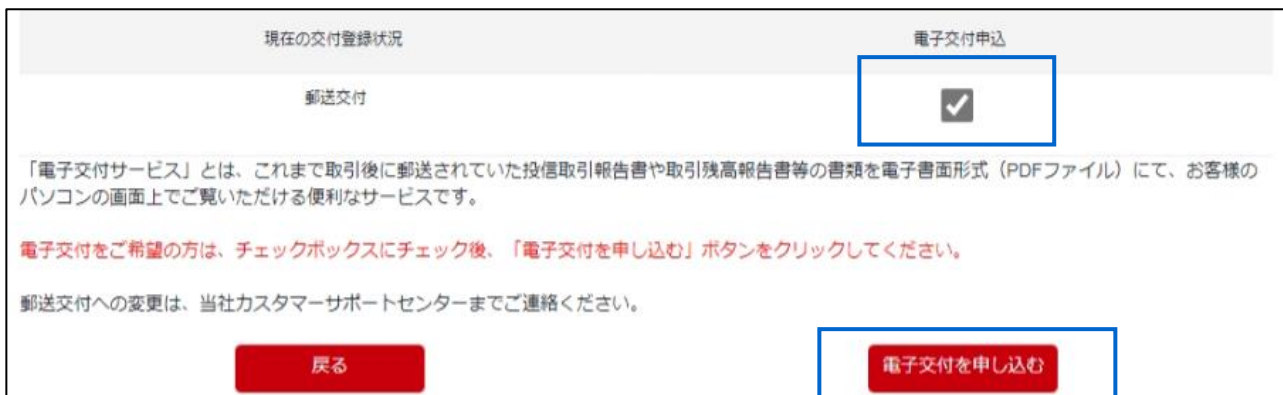 現在の交付登録状況 電子交付申込
郵送交付
「電子交付サービス」とは、これまで取引後に郵送されていた投信取引報告書や取引残高報告書等の書類を電子書面形式（PDFファイル）にて、お客様の
パソコンの画面上でご覧いただける便利なサービスです。
電子交付をご希望の方は、チェックボックスにチェック後、「電子交付を申し込む」ボタンをクリックしてください。
郵送交付への変更は、当社カスタマーサポートセンターまでご連絡ください。
戻る 電子交付を申し込む